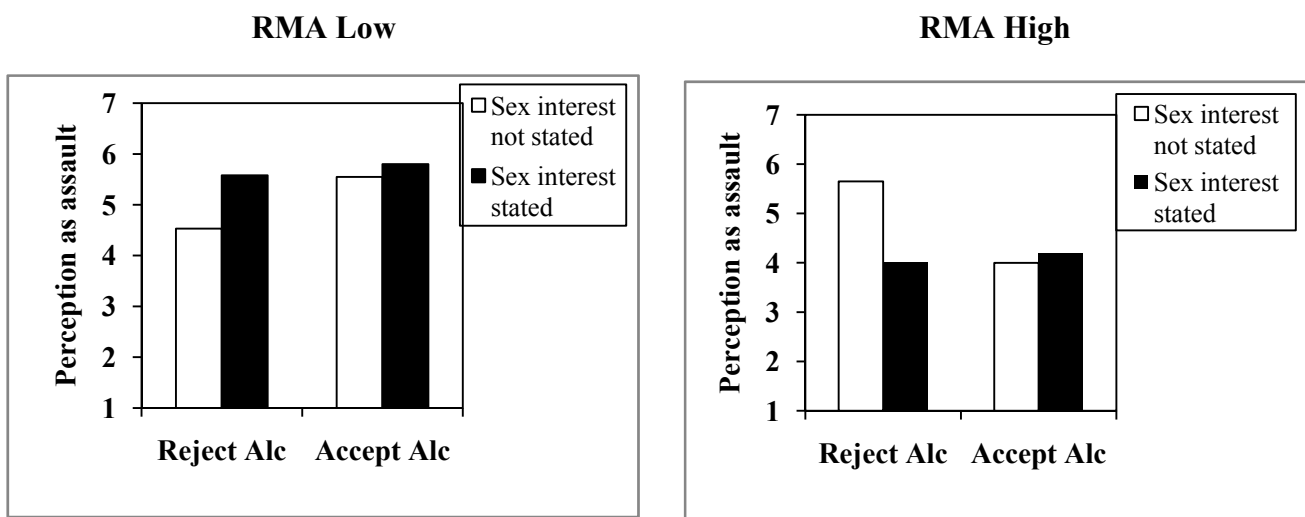 RMA Low
Perception as assault
7
6
5
4
3
2
1
Reject Alc
Accept Alc
Sex interest
not stated
Sex interest
stated
RMA High
Perception as assault
7
6
5
4
3
2
1
Reject Alc
Accept Alc
Sex interest
not stated
Sex interest
stated